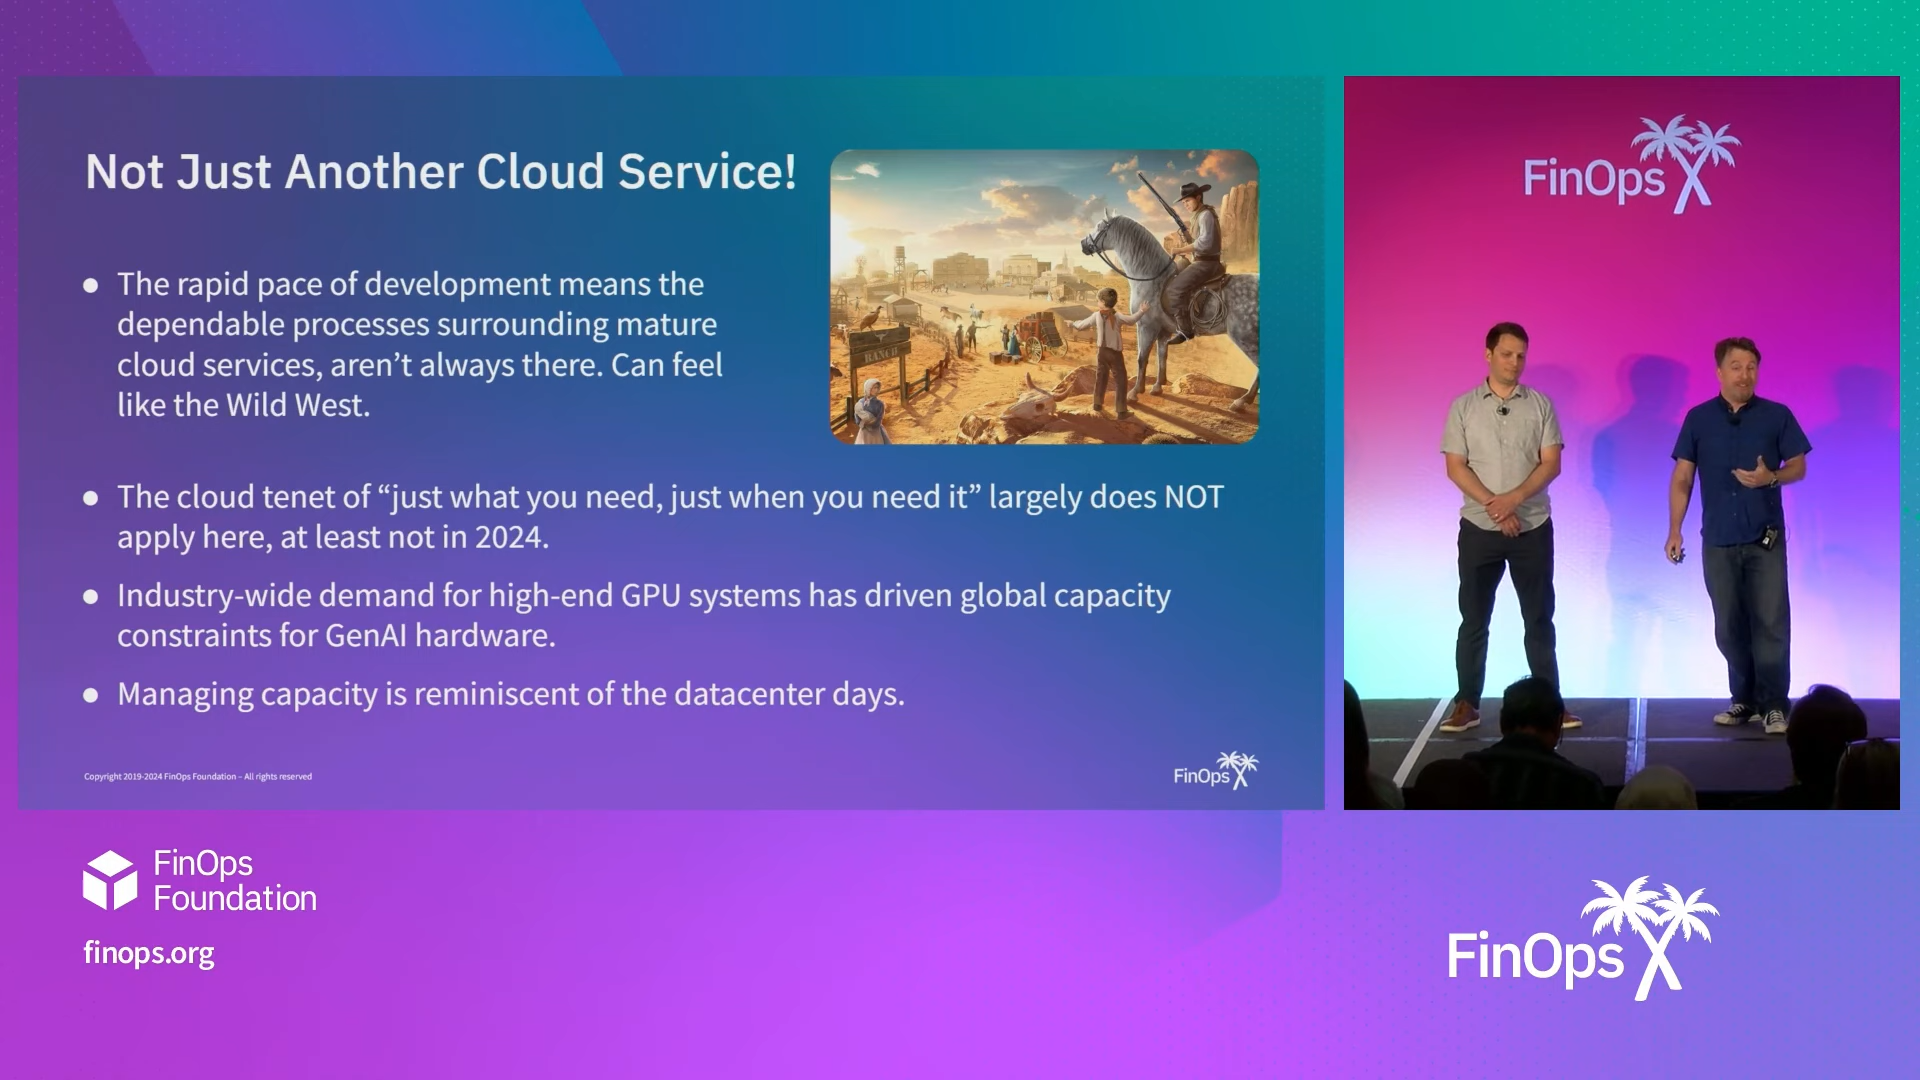 Not Just Another Cloud Service!
● The rapid pace of development means the
dependable processes surrounding mature
cloud services, aren’t always there. Can feel
like the Wild West.
RANCH
● The cloud tenet of “just what you need, just when you need it” largely does NOT
apply here, at least not in 2024.
● Industry-wide demand for high-end GPU systems has driven global capacity
constraints for GenAI hardware.
● Managing capacity is reminiscent of the datacenter days.
Copyright 2019-2024 FinOps Foundation – All rights reserved
FinOps X
FinOps X
FinOps
Foundation
finops.org
FinOps X